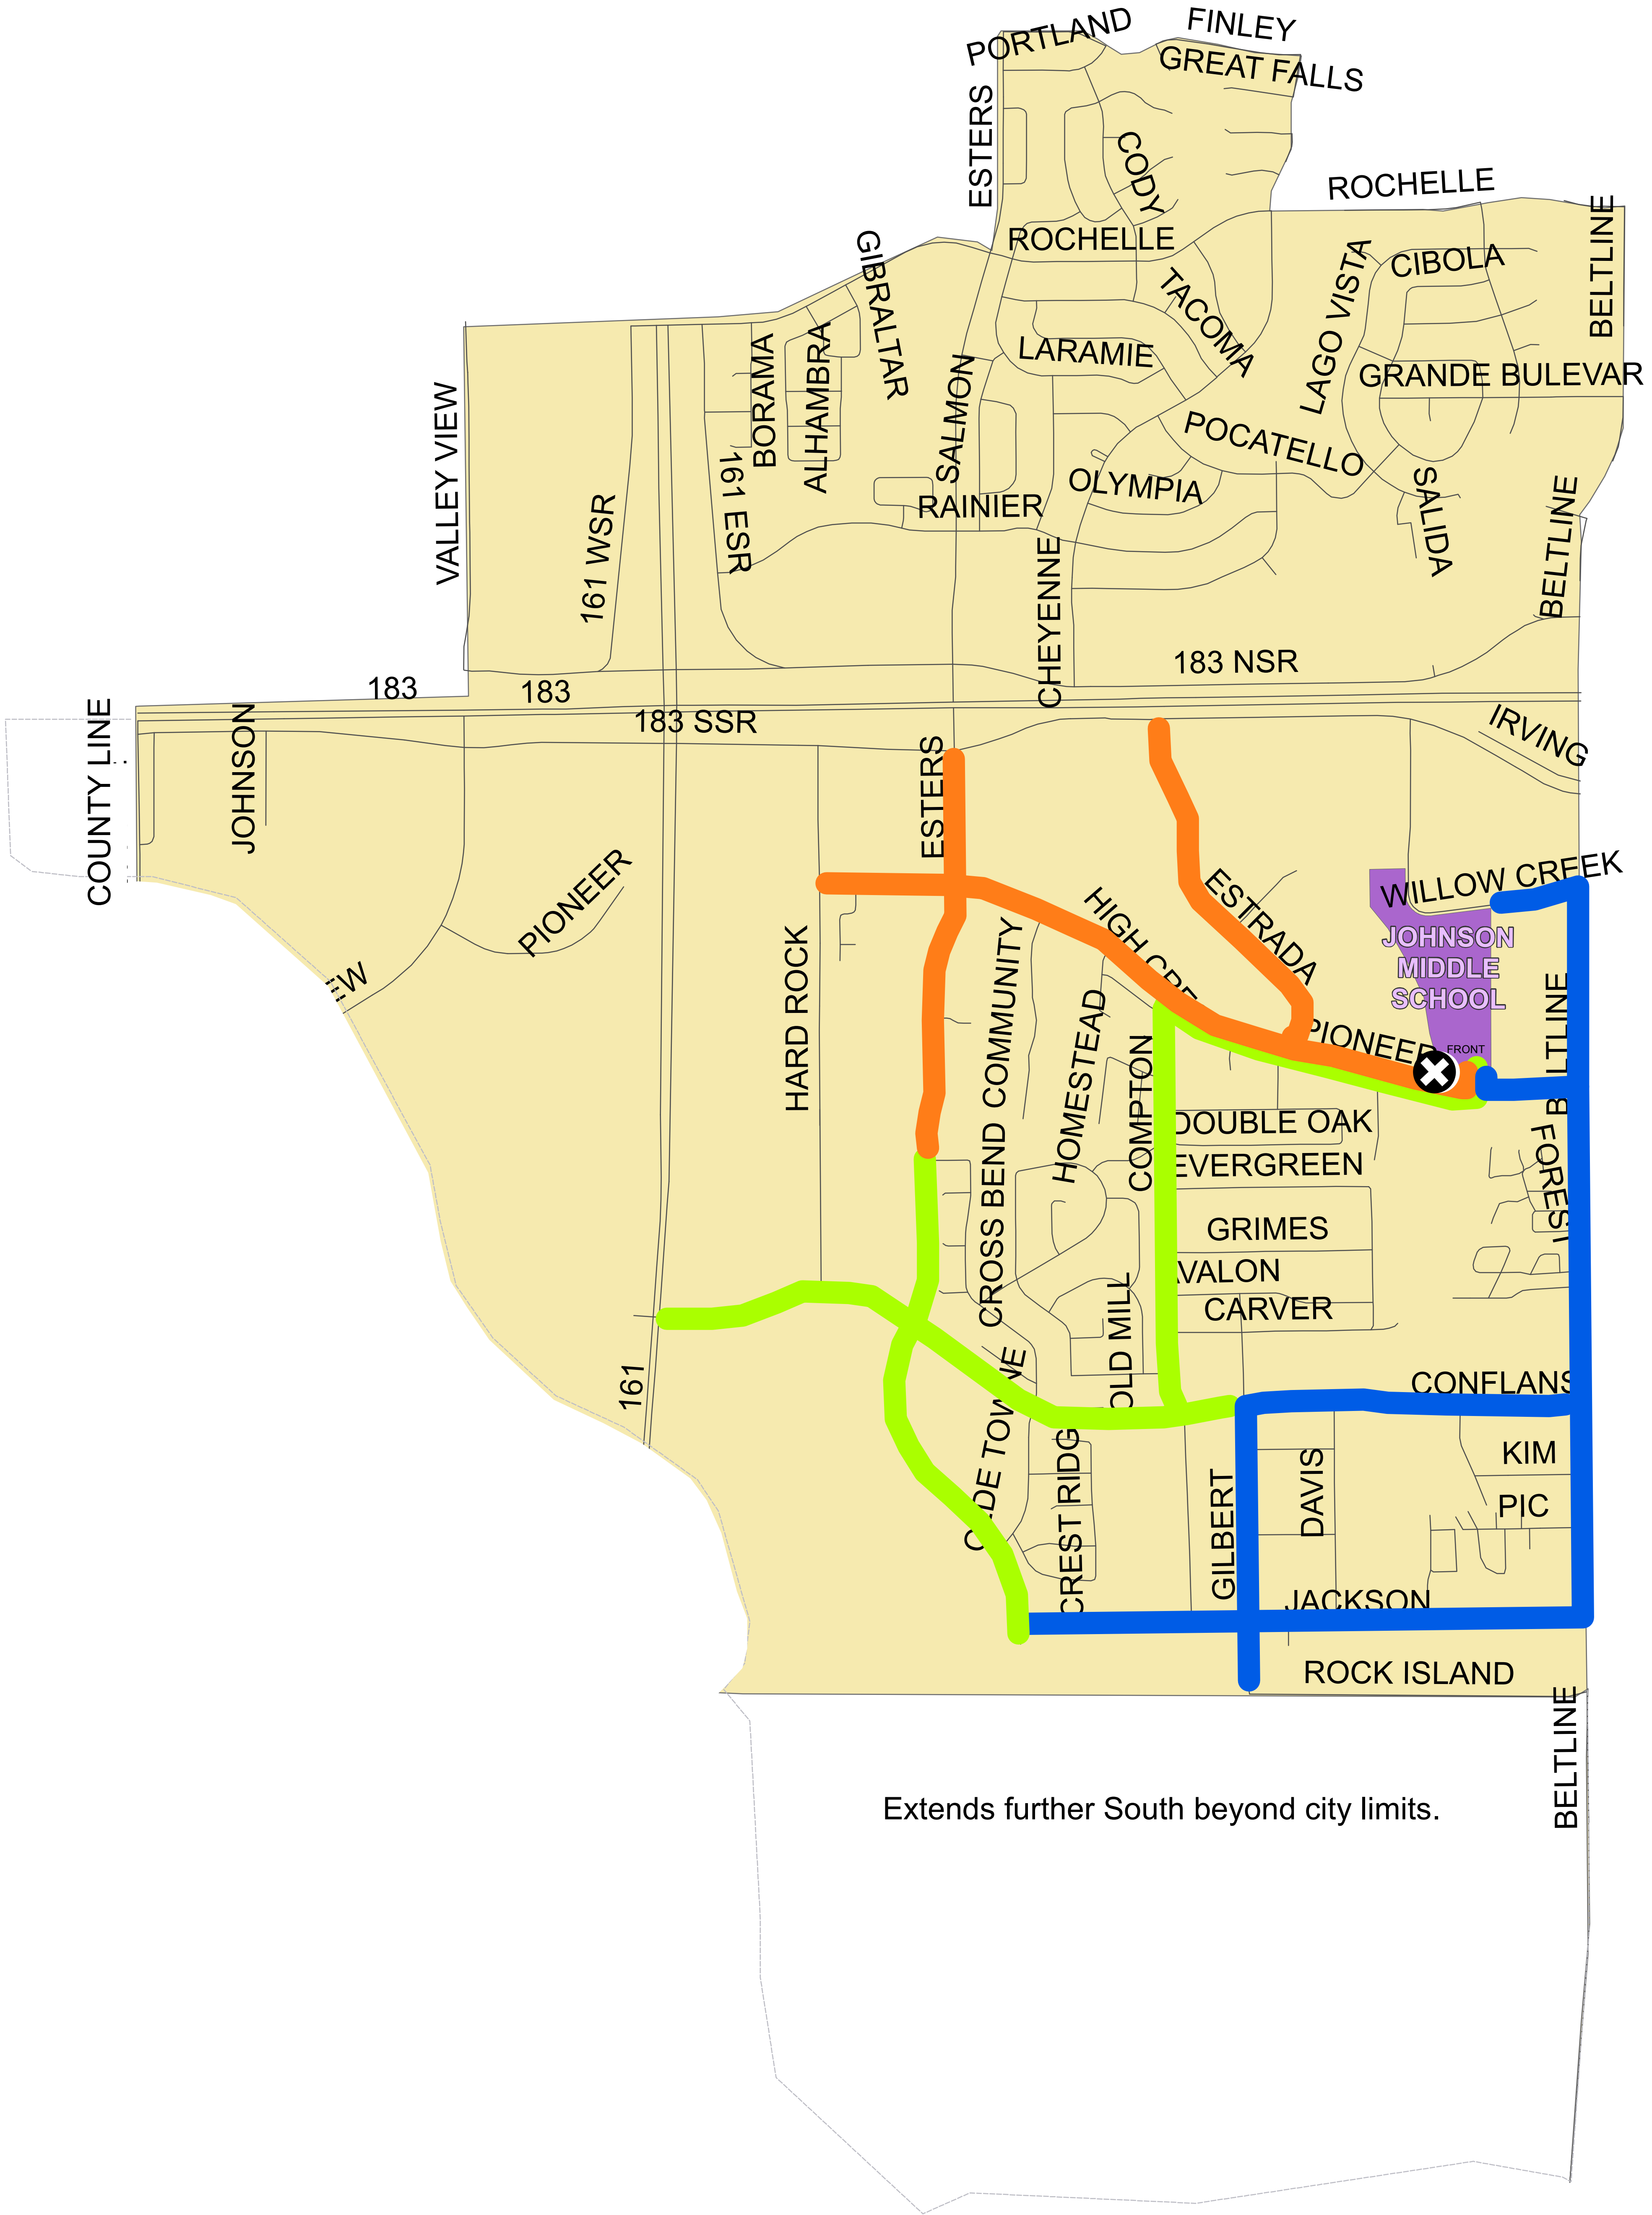 PORTLAND
FINLEY
GREAT FALLS
ESTERS
CODY
ROCHELLE
ROCHELLE
BELTLINE
GIBRALTAR
LAGO VISTA
CIBOLA
TACOMA
LARAMIE
BORAMA
ALHAMBRA
SALMON
GRANDE BULEVAR
VALLEY VIEW
POCATELLO
161 WSR
161 ESR
OLYMPIA
RAINIER
SALIDA
BELTLINE
CHEYENNE
183 NSR
183
183
183 SSR
COUNTY LINE
JOHNSON
IRVING
ESTERS
PIONEER
WILLOW CREEK
HIGH CRE
ESTRADA
JOHNSON
MIDDLE
SCHOOL
EW
HARD ROCK
COMMUNITY
HOMESTEAD
PIONEER
FRONT
BELTLINE
COMPTON
DOUBLE OAK
EVERGREEN
FOREST
CROSS BEND
GRIMES
AVALON
CARVER
OLD MILL
161
OLDE TOWNE
CONFLANS
CREST RIDG
KIM
DAVIS
GILBERT
PIC
JACKSON
ROCK ISLAND
BELTLINE
Extends further South beyond city limits.